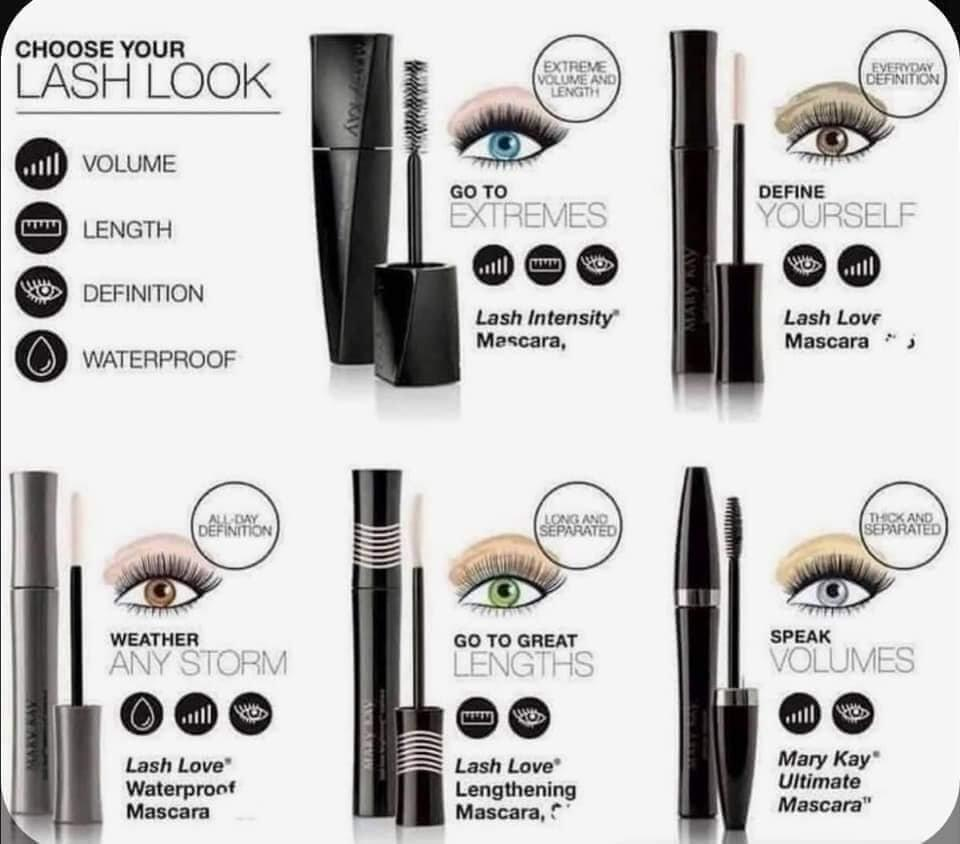 CHOOSE YOUR
LASH LOOK
VOLUME
LENGTH
DEFINITION
WATERPROOF
MARY KAY
EXTREME
VOLUME AND
LENGTH
GO TO
EXTREMES
Lash Intensity®
Mascara,
MARY KAY
EVERYDAY
DEFINITION
DEFINE
YOURSELF
Lash Love
Mascara
MARY KAY
ALL-DAY
DEFINITION
WEATHER
ANY STORM
Lash Love®
Waterproof
Mascara
MARY KAY
LONG AND
SEPARATED
GO TO GREAT
LENGTHS
Lash Love®
Lengthening
Mascara,
MARY KAY
THICK AND
SEPARATED
SPEAK
VOLUMES
Mary Kay®
Ultimate
Mascara™